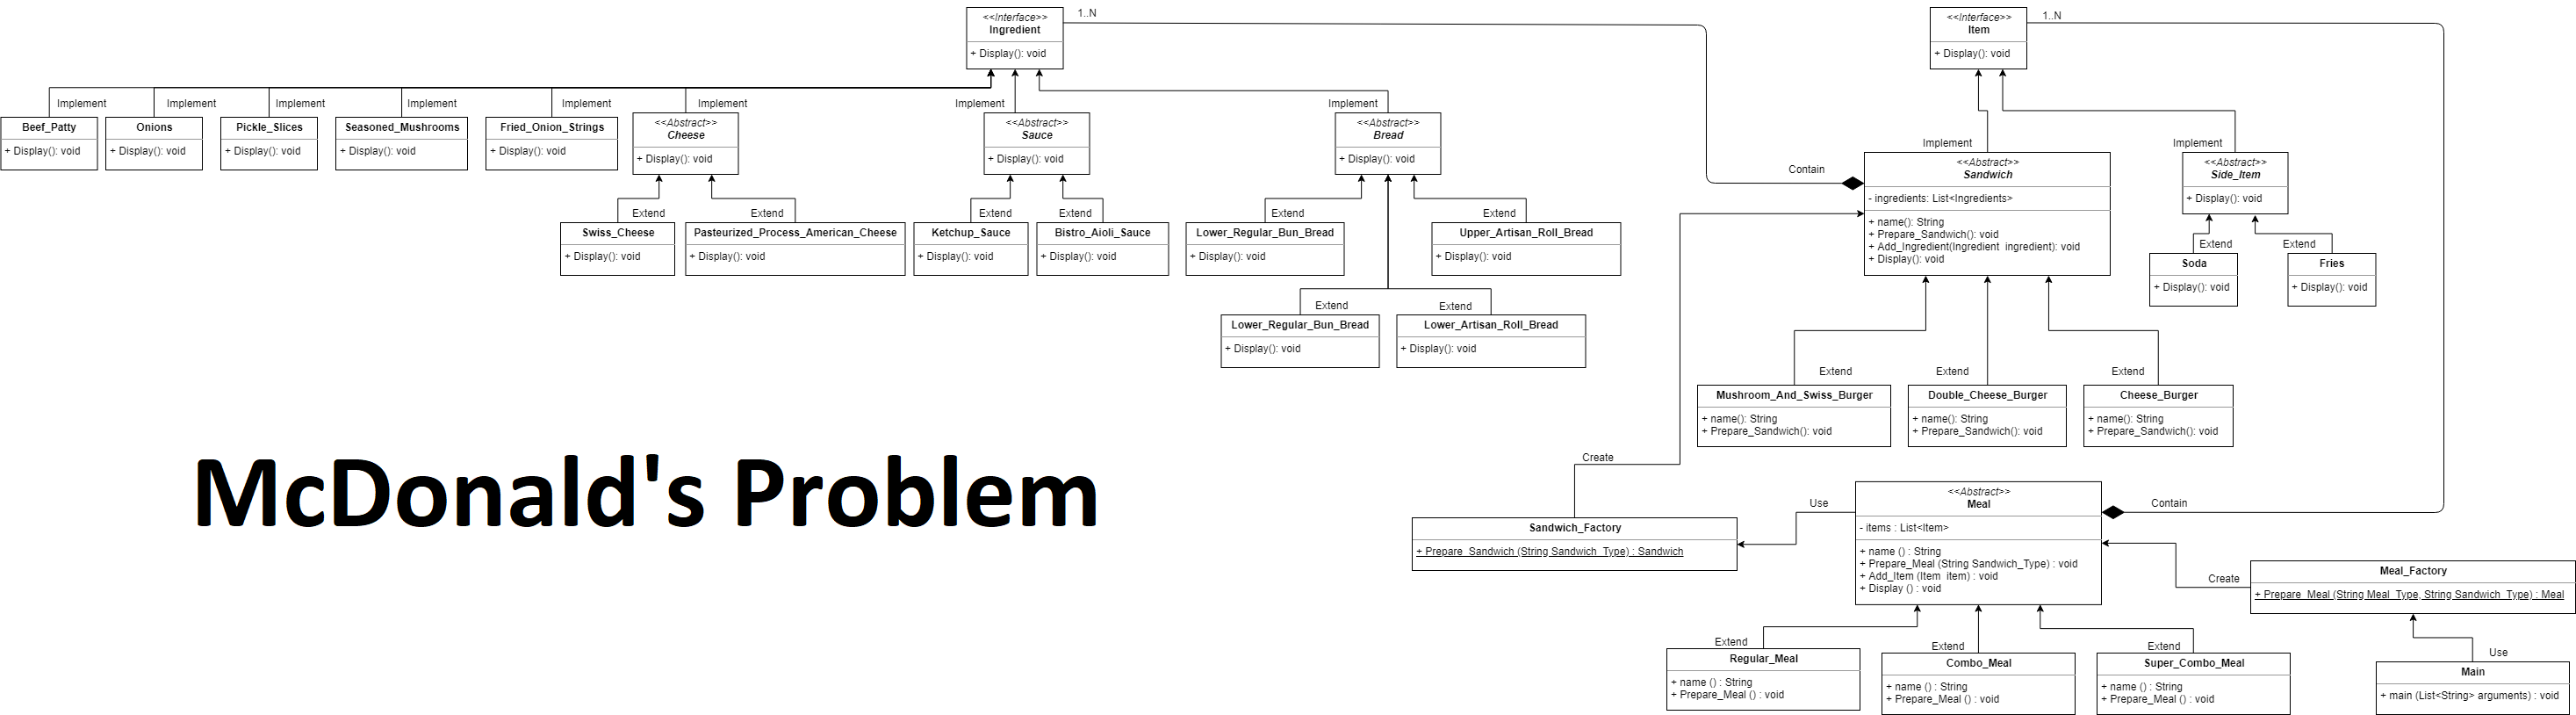 <<Interface>>
Ingredient
+ Display(): void
1..N
<<Interface>>
Item
+ Display(): void
1..N
Implement
Implement
Implement
Implement
Implement
Implement
Implement
Implement
Beef_Patty
+ Display(): void
Onions
+ Display(): void
Pickle_Slices
+ Display(): void
Seasoned_Mushrooms
+ Display(): void
Fried_Onion_Strings
+ Display(): void
<<Abstract>>
Cheese
+ Display(): void
<<Abstract>>
Sauce
+ Display(): void
<<Abstract>>
Bread
+ Display(): void
Implement
Implement
Contain
<<Abstract>>
Sandwich
- ingredients: List<Ingredients>
+ name(): String
+ Prepare_Sandwich(): void
+ Add_Ingredient(Ingredient ingredient): void
+ Display(): void
<<Abstract>>
Side_Item
+ Display(): void
Extend
Extend
Extend
Extend
Extend
Extend
Swiss_Cheese
+ Display(): void
Pasteurized_Process_American_Cheese
+ Display(): void
Ketchup_Sauce
+ Display(): void
Bistro_Aioli_Sauce
+ Display(): void
Lower_Regular_Bun_Bread
+ Display(): void
Upper_Artisan_Roll_Bread
+ Display(): void
Extend
Extend
Soda
+ Display(): void
Fries
+ Display(): void
Extend
Extend
Lower_Regular_Bun_Bread
+ Display(): void
Lower_Artisan_Roll_Bread
+ Display(): void
Extend
Extend
Extend
Mushroom_And_Swiss_Burger
+ name(): String
+ Prepare_Sandwich(): void
Double_Cheese_Burger
+ name(): String
+ Prepare_Sandwich(): void
Cheese_Burger
+ name(): String
+ Prepare_Sandwich(): void
McDonald's Problem
Create
Sandwich_Factory
+ Prepare_Sandwich (String Sandwich_Type) : Sandwich
Use
<<Abstract>>
Meal
- items : List<Item>
+ name () : String
+ Prepare_Meal (String Sandwich_Type) : void
+ Add_Item (Item item) : void
+ Display () : void
Contain
Create
Meal_Factory
+ Prepare_Meal (String Meal_Type, String Sandwich_Type) : Meal
Extend
Extend
Extend
Regular_Meal
+ name () : String
+ Prepare_Meal () : void
Combo_Meal
+ name () : String
+ Prepare_Meal () : void
Super_Combo_Meal
+ name () : String
+ Prepare_Meal () : void
Use
Main
+ main (List<String> arguments) : void